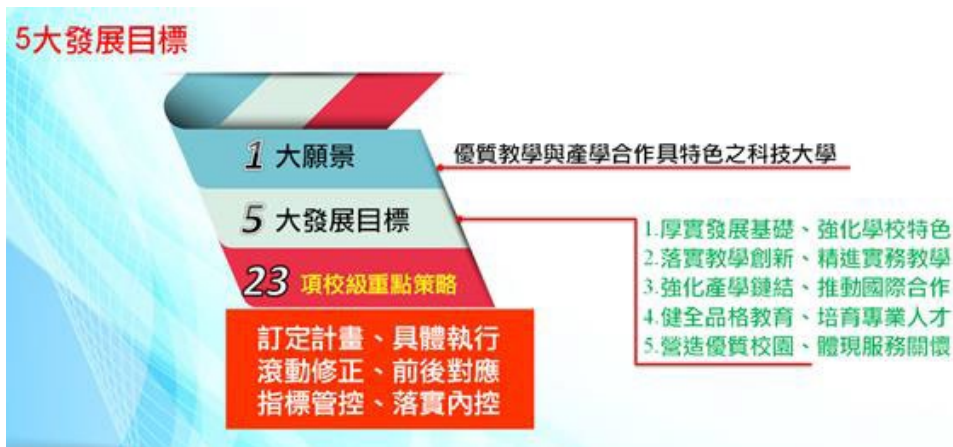 5大發展目標
1 大願景
優質教學與產學合作具特色之科技大學
5 大發展目標
1.厚實發展基礎、強化學校特色
2.落實教學創新、精進實務教學
3.強化產學鏈結、推動國際合作
4.健全品格教育、培育專業人才
5.營造優質校園、體現服務關懷
23 項校級重點策略
訂定計畫、具體執行
滾動修正、前後對應
指標管控、落實內控